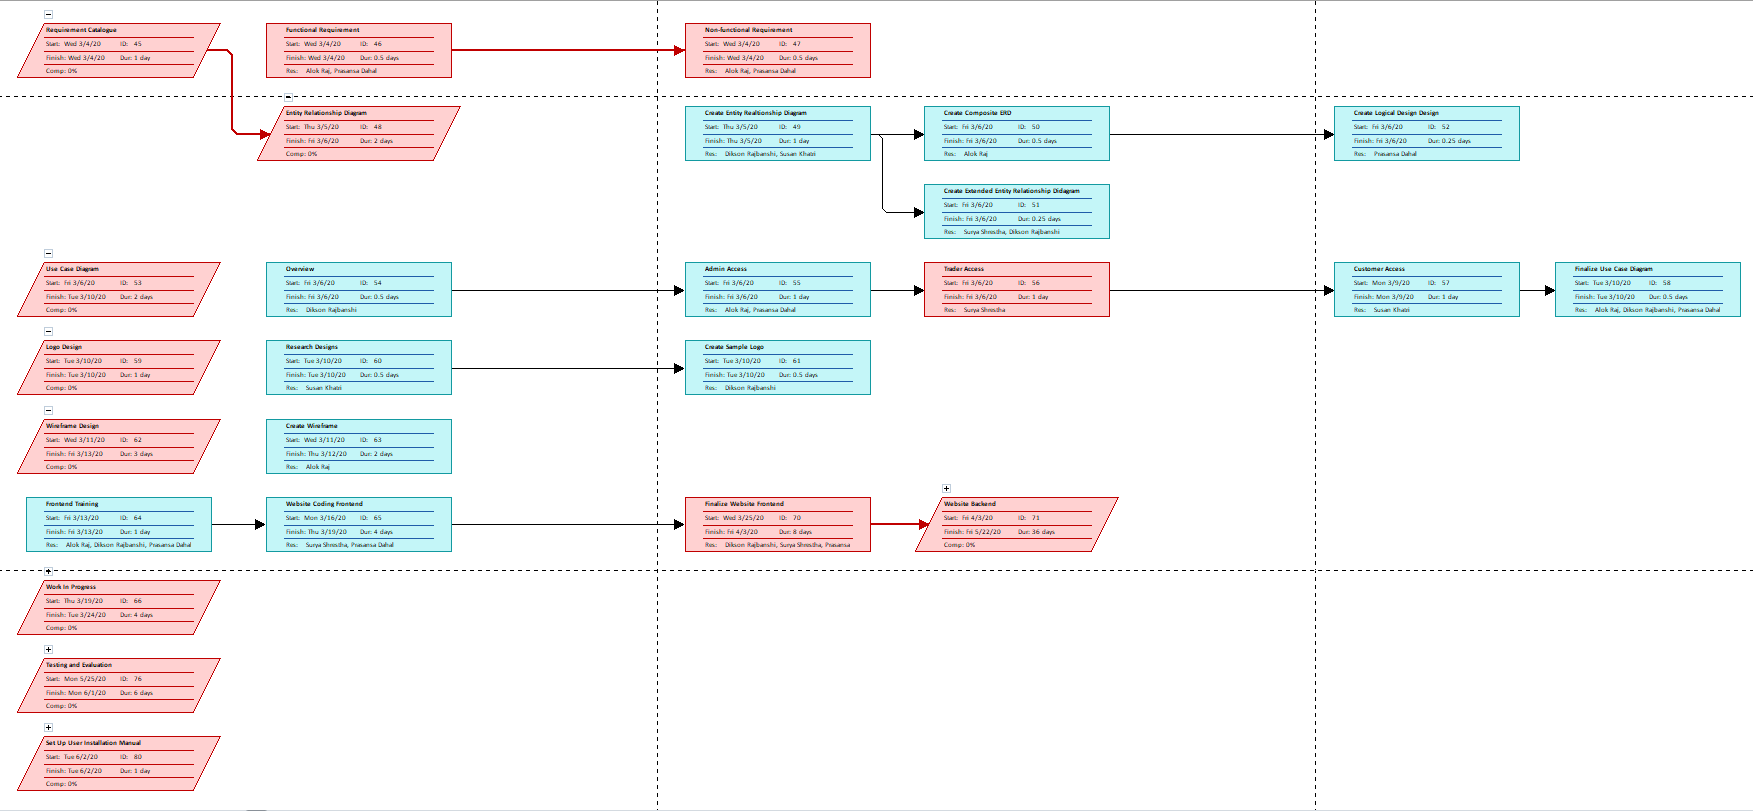 Requirement Catalogue
Start: Wed 3/4/20 ID: 45
Finish: Wed 3/4/20 Dur: 1 day
Comp: 0%
Functional Requirement
Start: Wed 3/4/20 ID: 46
Finish: Wed 3/4/20 Dur: 0.5 days
Res: Alok Raj, Prasansa Dahal
Non-functional Requirement
Start: Wed 3/4/20 ID: 47
Finish: Wed 3/4/20 Dur: 0.5 days
Res: Alok Raj, Prasansa Dahal
Entity Relationship Diagram
Start: Thu 3/5/20 ID: 48
Finish: Fri 3/6/20 Dur: 2 days
Comp: 0%
Create Entity Realtionship Diagram
Start: Thu 3/5/20 ID: 49
Finish: Thu 3/5/20 Dur: 1 day
Res: Dikson Rajbanshi, Susan Khatri
Create Composite ERD
Start: Fri 3/6/20 ID: 50
Finish: Fri 3/6/20 Dur: 0.5 days
Res: Alok Raj
Create Logical Design Design
Start: Fri 3/6/20 ID: 52
Finish: Fri 3/6/20 Dur: 0.25 days
Res: Prasansa Dahal
Create Extended Entity Relationship Didagram
Start: Fri 3/6/20 ID: 51
Finish: Fri 3/6/20 Dur: 0.25 days
Res: Surya Shrestha, Dikson Rajbanshi
Use Case Diagram
Start: Fri 3/6/20 ID: 53
Finish: Tue 3/10/20 Dur: 2 days
Comp: 0%
Overview
Start: Fri 3/6/20 ID: 54
Finish: Fri 3/6/20 Dur: 0.5 days
Res: Dikson Rajbanshi
Admin Access
Start: Fri 3/6/20 ID: 55
Finish: Fri 3/6/20 Dur: 1 day
Res: Alok Raj, Prasansa Dahal
Trader Access
Start: Fri 3/6/20 ID: 56
Finish: Fri 3/6/20 Dur: 1 day
Res: Surya Shrestha
Customer Access
Start: Mon 3/9/20 ID: 57
Finish: Mon 3/9/20 Dur: 1 day
Res: Susan Khatri
Finalize Use Case Diagram
Start: Tue 3/10/20 ID: 58
Finish: Tue 3/10/20 Dur: 0.5 days
Res: Alok Raj, Dikson Rajbanshi, Prasansa Dahal
Logo Design
Start: Tue 3/10/20 ID: 59
Finish: Tue 3/10/20 Dur: 1 day
Comp: 0%
Research Designs
Start: Tue 3/10/20 ID: 60
Finish: Tue 3/10/20 Dur: 0.5 days
Res: Susan Khatri
Create Sample Logo
Start: Tue 3/10/20 ID: 61
Finish: Tue 3/10/20 Dur: 0.5 days
Res: Dikson Rajbanshi
Wireframe Design
Start: Wed 3/11/20 ID: 62
Finish: Fri 3/13/20 Dur: 3 days
Comp: 0%
Create Wireframe
Start: Wed 3/11/20 ID: 63
Finish: Thu 3/12/20 Dur: 2 days
Res: Alok Raj
Frontend Training
Start: Fri 3/13/20 ID: 64
Finish: Fri 3/13/20 Dur: 1 day
Res: Alok Raj, Dikson Rajbanshi, Prasansa Dahal
Website Coding Frontend
Start: Mon 3/16/20 ID: 65
Finish: Thu 3/19/20 Dur: 4 days
Res: Surya Shrestha, Prasansa Dahal
Finalize Website Frontend
Start: Wed 3/25/20 ID: 70
Finish: Fri 4/3/20 Dur: 8 days
Res: Dikson Rajbanshi, Surya Shrestha, Prasansa
Website Backend
Start: Fri 4/3/20 ID: 71
Finish: Fri 5/22/20 Dur: 36 days
Comp: 0%
Work In Progress
Start: Thu 3/19/20 ID: 66
Finish: Tue 3/24/20 Dur: 4 days
Comp: 0%
Testing and Evaluation
Start: Mon 5/25/20 ID: 76
Finish: Mon 6/1/20 Dur: 6 days
Comp: 0%
Set Up User Installation Manual
Start: Tue 6/2/20 ID: 80
Finish: Tue 6/2/20 Dur: 1 day
Comp: 0%